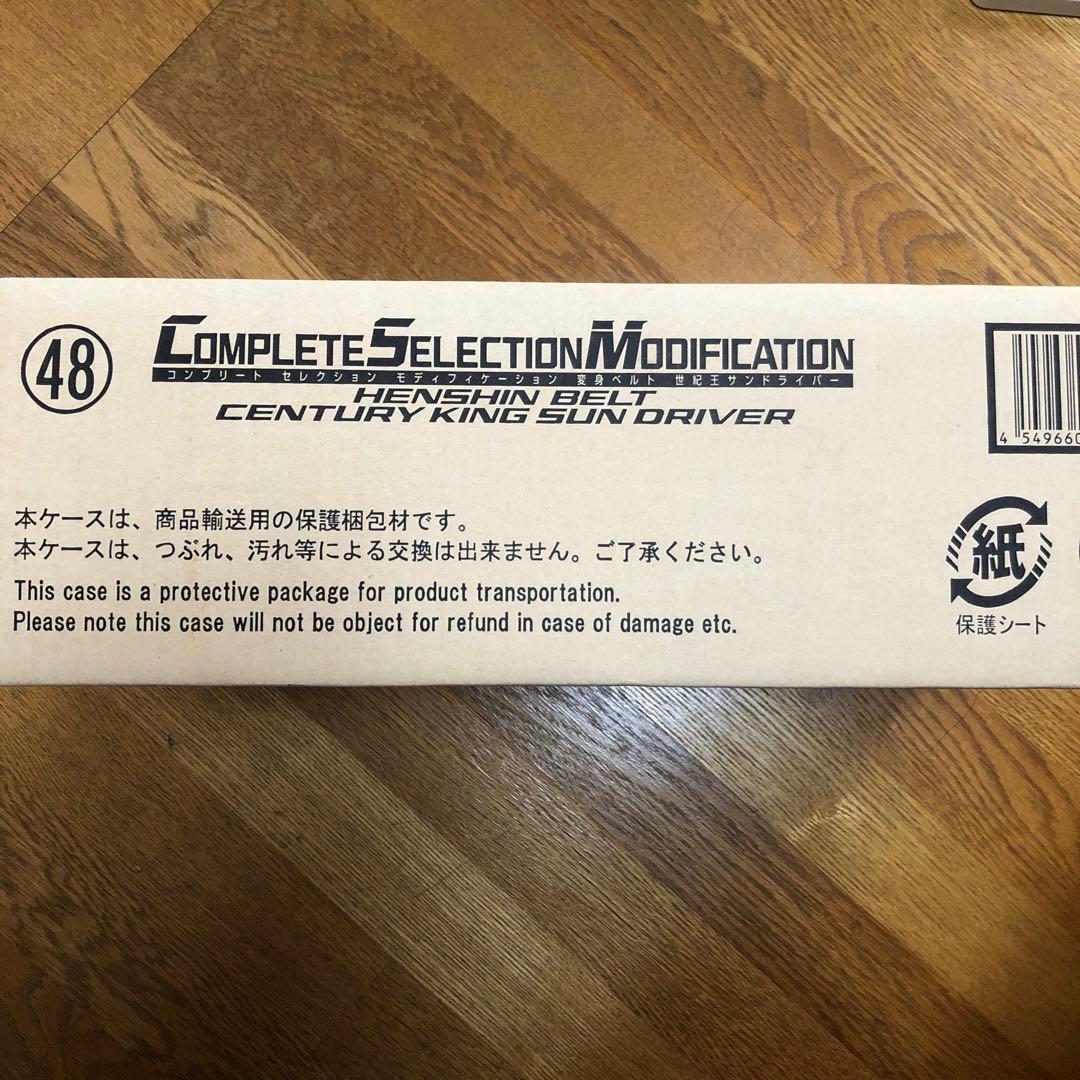 48
COMPLETE SELECTION MODIFICATION
コンプリート セレクション モディフィケーション 変身ベルト 世紀王サンドライバー
HENSHIN BELT
CENTURY KING SUN DRIVER
4 549660
本ケースは、商品輸送用の保護梱包材です。
本ケースは、つぶれ、汚れ等による交換は出来ません。ご了承ください。
This case is a protective package for product transportation.
Please note this case will not be object for refund in case of damage etc.
紙
保護シート